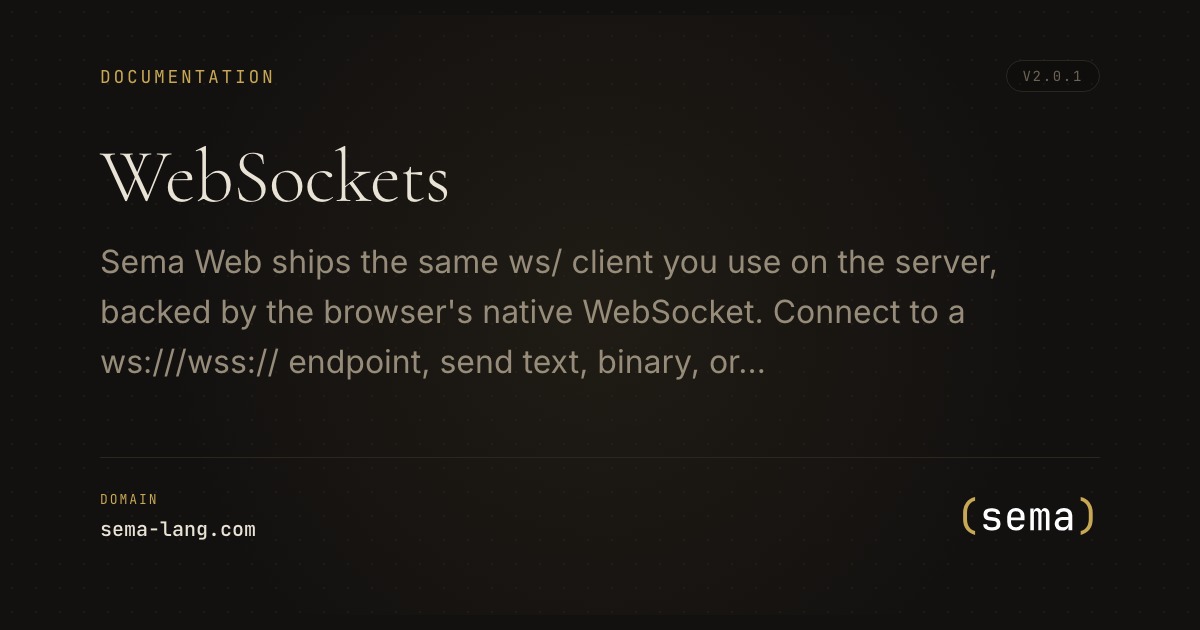 DOCUMENTATION
V2.0.1
WebSockets
Sema Web ships the same ws/ client you use on the server,
backed by the browser's native WebSocket. Connect to a
ws:///wss:// endpoint, send text, binary, or...
DOMAIN
sema-lang.com
(sema)